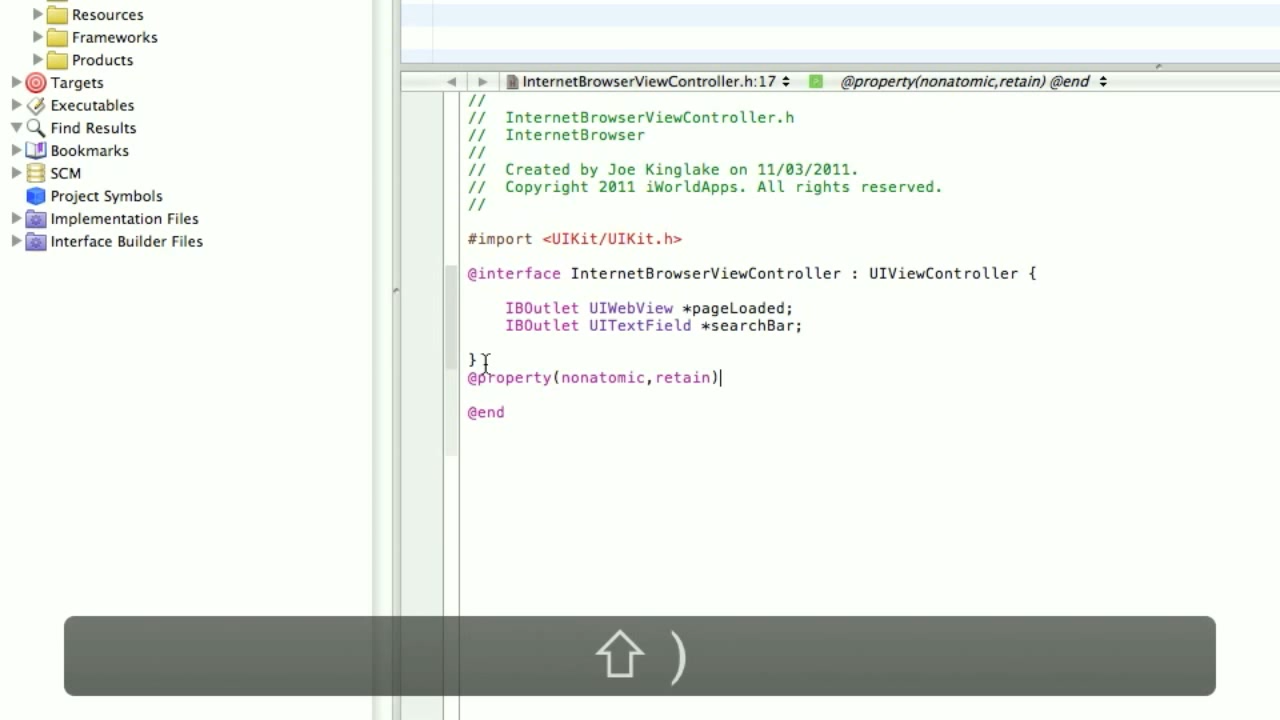 Resources
Frameworks
Products
Targets
Executables
Find Results
Bookmarks
SCM
Project Symbols
Implementation Files
Interface Builder Files
InternetBrowserViewController.h:17 @property(nonatomic,retain) @end
//
//  InternetBrowserViewController.h
//  InternetBrowser
//
//  Created by Joe Kinglake on 11/03/2011.
//  Copyright 2011 iWorldApps. All rights reserved.
//
#import <UIKit/UIKit.h>
@interface InternetBrowserViewController : UIViewController {
IBOutlet UIWebView *pageLoaded;
IBOutlet UITextField *searchBar;
}
@property(nonatomic,retain)
@end
⇧ )